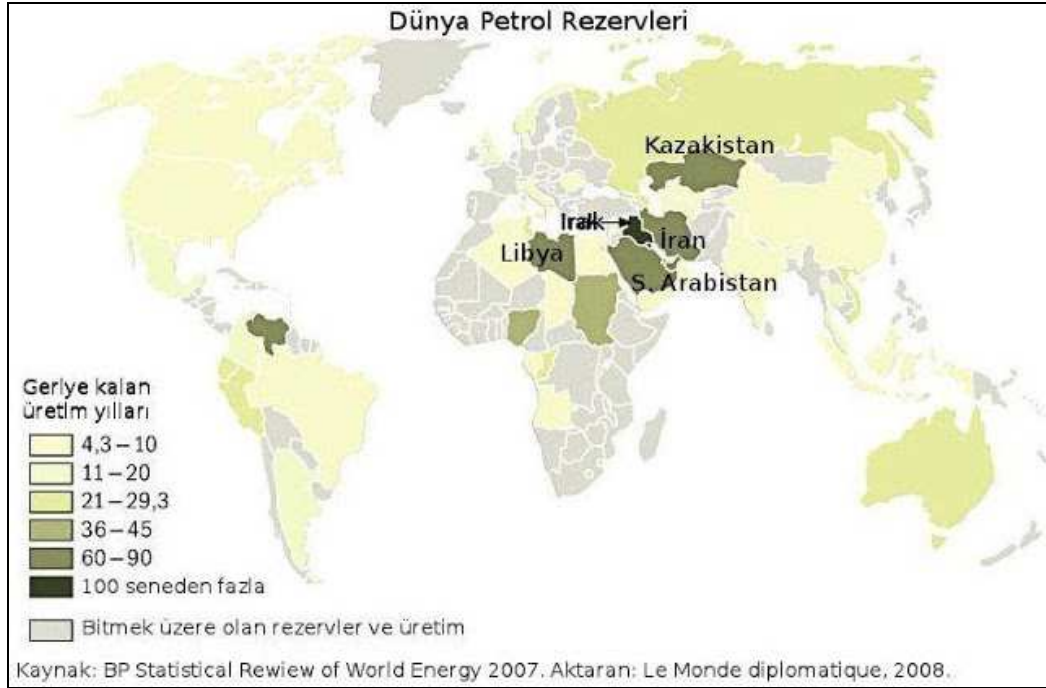 Dünya Petrol Rezervleri
Kazakistan
Irak
İran
Libya
S. Arabistan
Geriye kalan
üretim yılları
4,3 – 10
11 – 20
21 – 29,3
36 – 45
60 – 90
100 seneden fazla
Bitmek üzere olan rezervler ve üretim
Kaynak: BP Statistical Rewiew of World Energy 2007. Aktaran: Le Monde diplomatique, 2008.